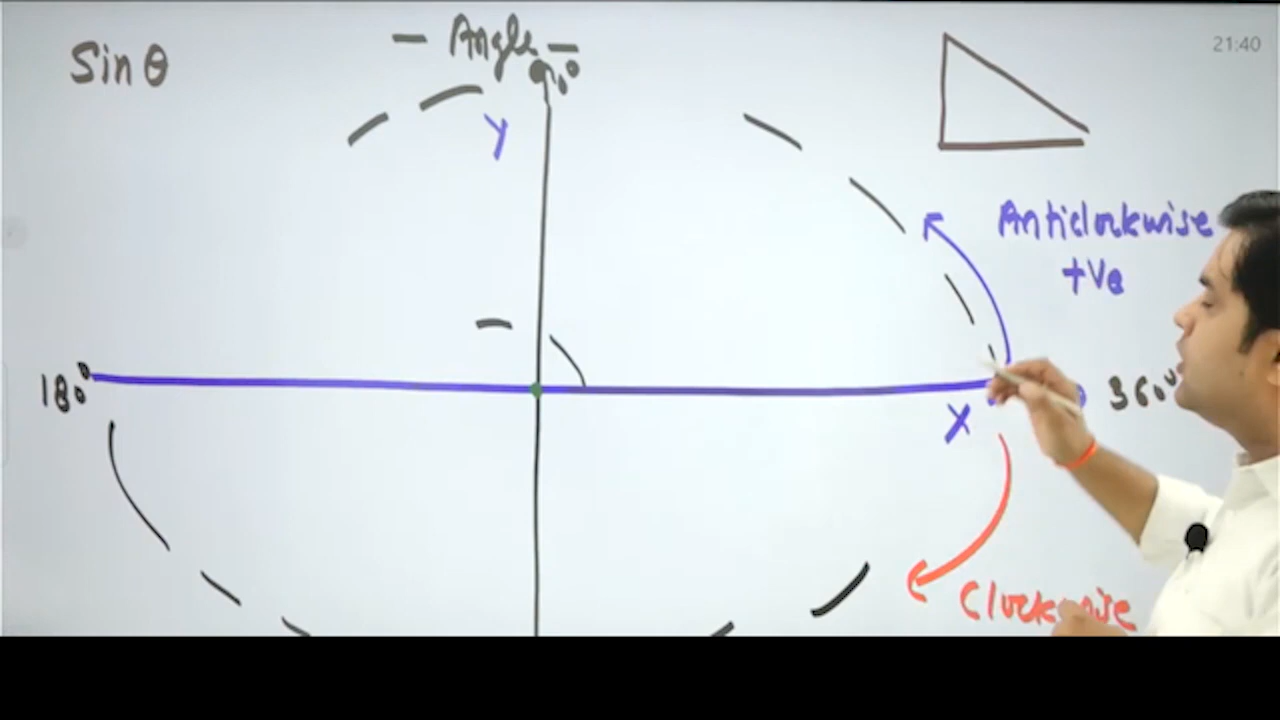 Sin θ
— Angle —
90°
21:40
Y
Anticlockwise
+Ve
180°
X
360°
Clockwise